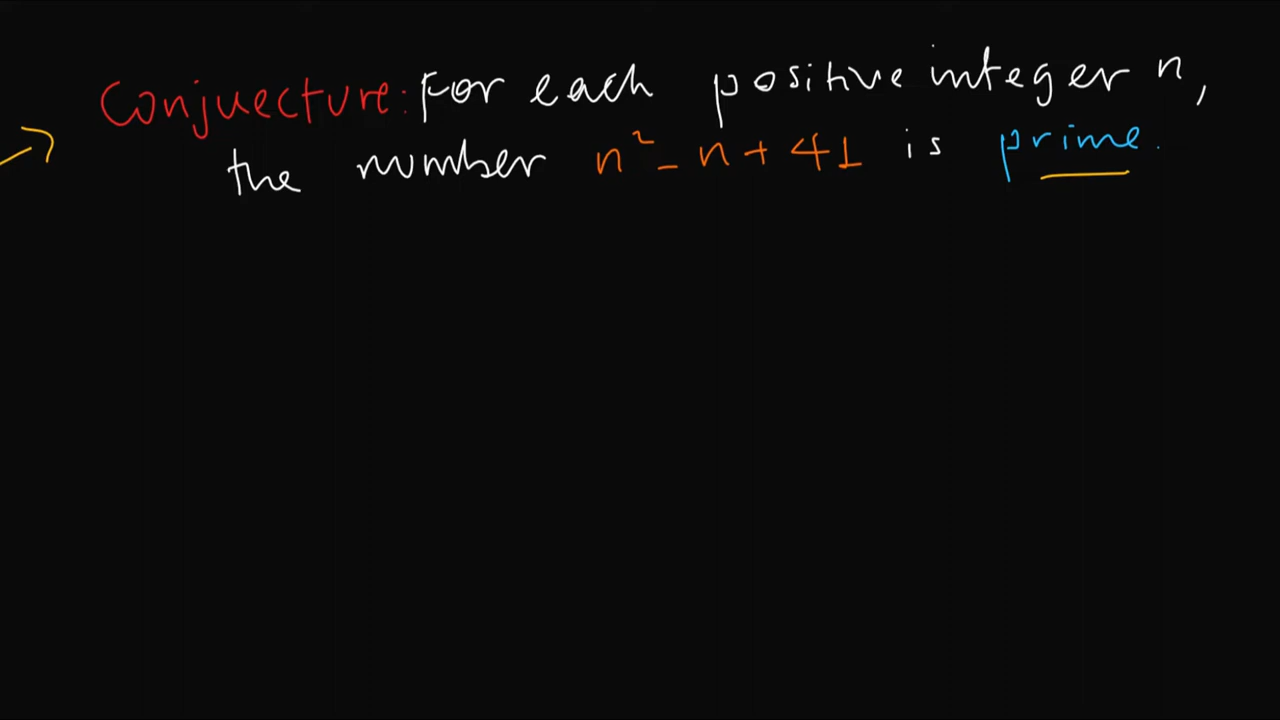 Conjuecture: For each positive integer n,
the number n² - n + 41 is prime.